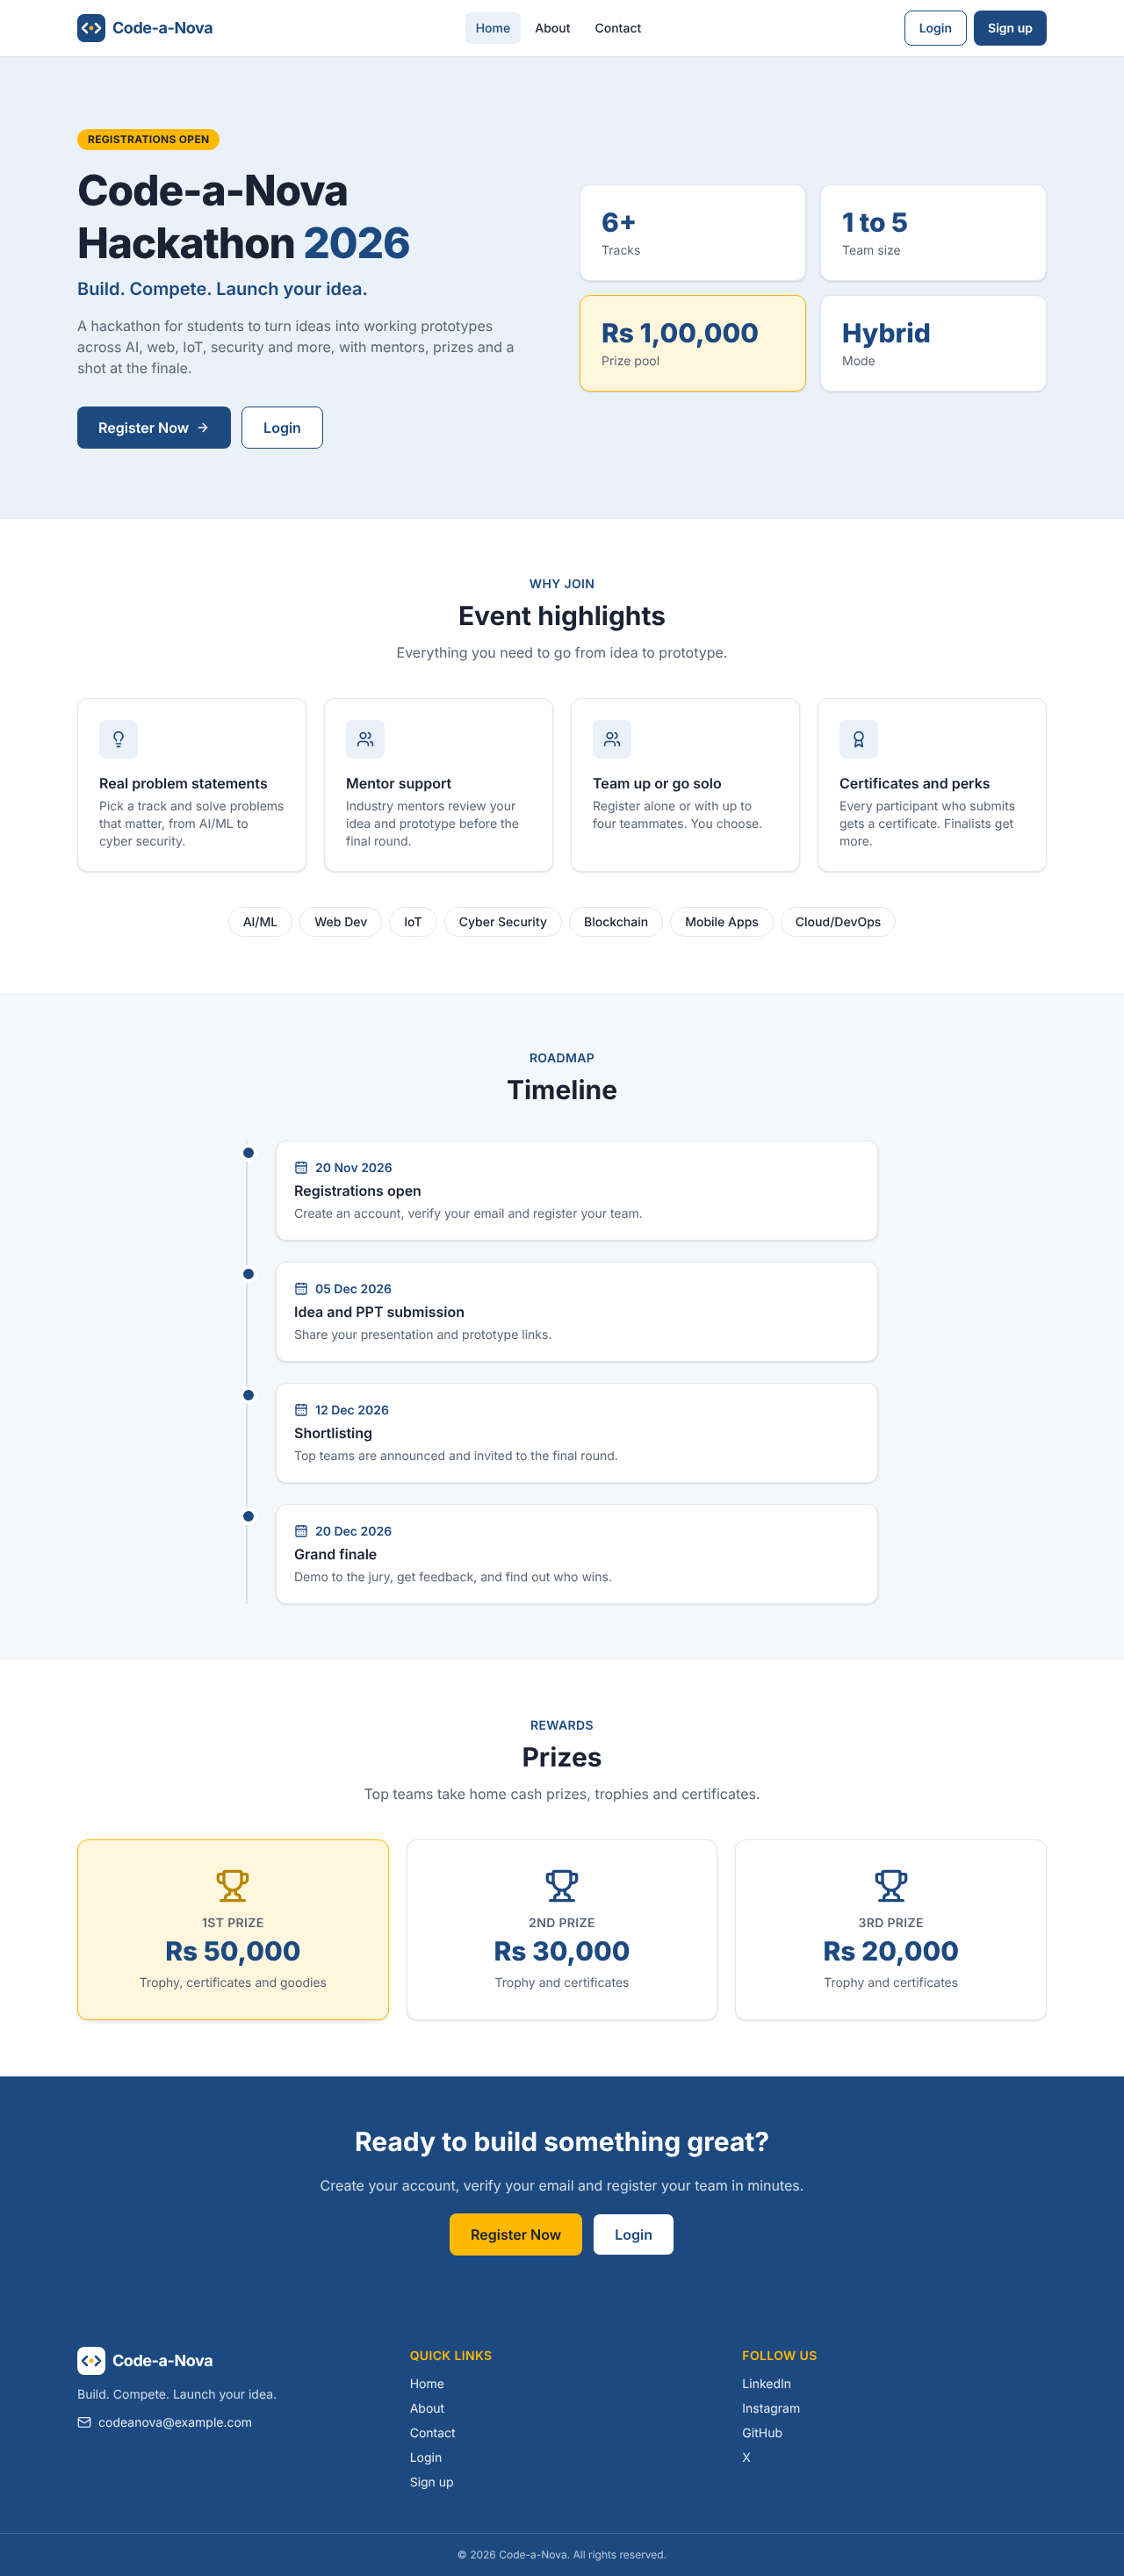 Code-a-Nova
Home
About
Contact
Login
Sign up
REGISTRATIONS OPEN
Code-a-Nova
Hackathon 2026
Build. Compete. Launch your idea.
A hackathon for students to turn ideas into working prototypes
across AI, web, IoT, security and more, with mentors, prizes and a
shot at the finale.
Register Now
Login
6+
Tracks
1 to 5
Team size
Rs 1,00,000
Prize pool
Hybrid
Mode
WHY JOIN
Event highlights
Everything you need to go from idea to prototype.
Real problem statements
Pick a track and solve problems
that matter, from AI/ML to
cyber security.
Mentor support
Industry mentors review your
idea and prototype before the
final round.
Team up or go solo
Register alone or with up to
four teammates. You choose.
Certificates and perks
Every participant who submits
gets a certificate. Finalists get
more.
AI/ML
Web Dev
IoT
Cyber Security
Blockchain
Mobile Apps
Cloud/DevOps
ROADMAP
Timeline
20 Nov 2026
Registrations open
Create an account, verify your email and register your team.
05 Dec 2026
Idea and PPT submission
Share your presentation and prototype links.
12 Dec 2026
Shortlisting
Top teams are announced and invited to the final round.
20 Dec 2026
Grand finale
Demo to the jury, get feedback, and find out who wins.
REWARDS
Prizes
Top teams take home cash prizes, trophies and certificates.
1ST PRIZE
Rs 50,000
Trophy, certificates and goodies
2ND PRIZE
Rs 30,000
Trophy and certificates
3RD PRIZE
Rs 20,000
Trophy and certificates
Ready to build something great?
Create your account, verify your email and register your team in minutes.
Register Now
Login
Code-a-Nova
Build. Compete. Launch your idea.
codeanova@example.com
QUICK LINKS
Home
About
Contact
Login
Sign up
FOLLOW US
LinkedIn
Instagram
GitHub
X
© 2026 Code-a-Nova. All rights reserved.